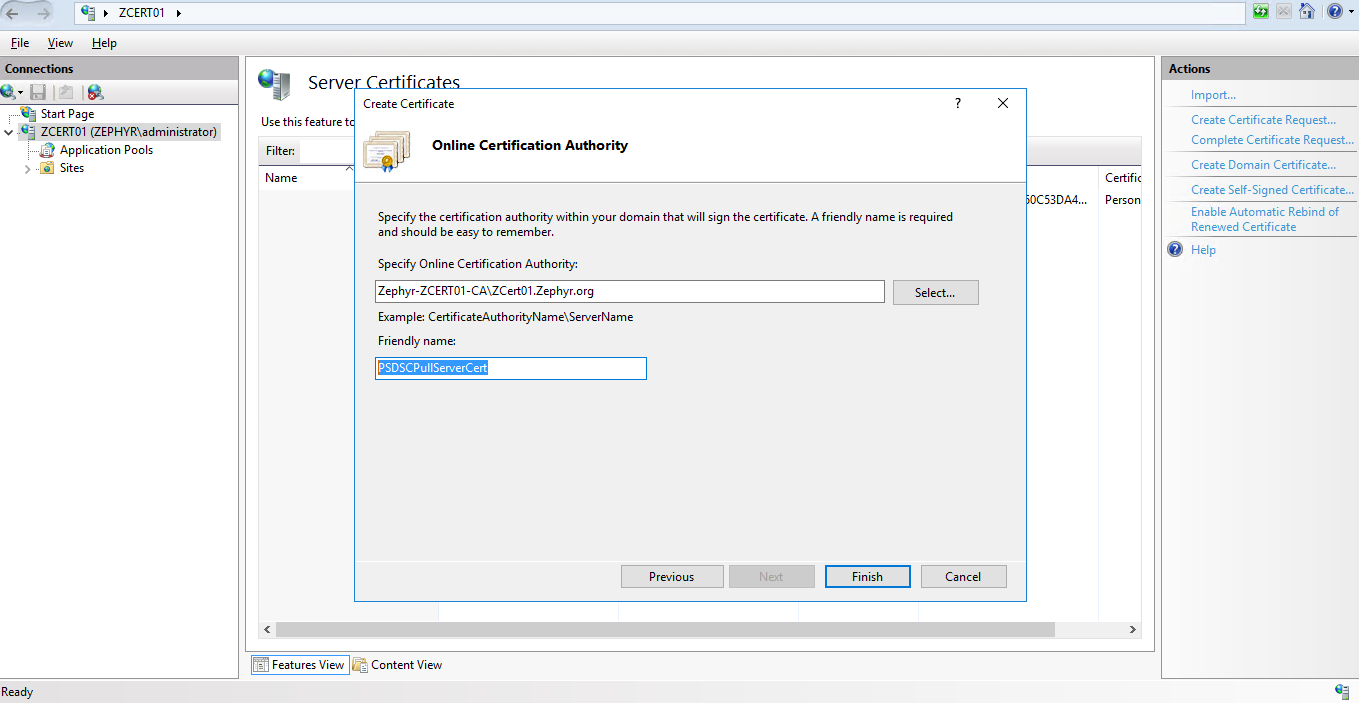 ZCERT01
File View Help
Connections
Start Page
ZCERT01 (ZEPHYR\administrator)
Application Pools
Sites
Server Certificates
Use this feature to
Filter:
Name
Certific
60C53DA4...
Person
Create Certificate
?
Online Certification Authority
Specify the certification authority within your domain that will sign the certificate. A friendly name is required
and should be easy to remember.
Specify Online Certification Authority:
Zephyr-ZCERT01-CA\ZCert01.Zephyr.org
Select...
Example: CertificateAuthorityName\ServerName
Friendly name:
PSDSCPullServerCert
Previous Next Finish Cancel
Features View Content View
Actions
Import...
Create Certificate Request...
Complete Certificate Request...
Create Domain Certificate...
Create Self-Signed Certificate...
Enable Automatic Rebind of
Renewed Certificate
Help
Ready